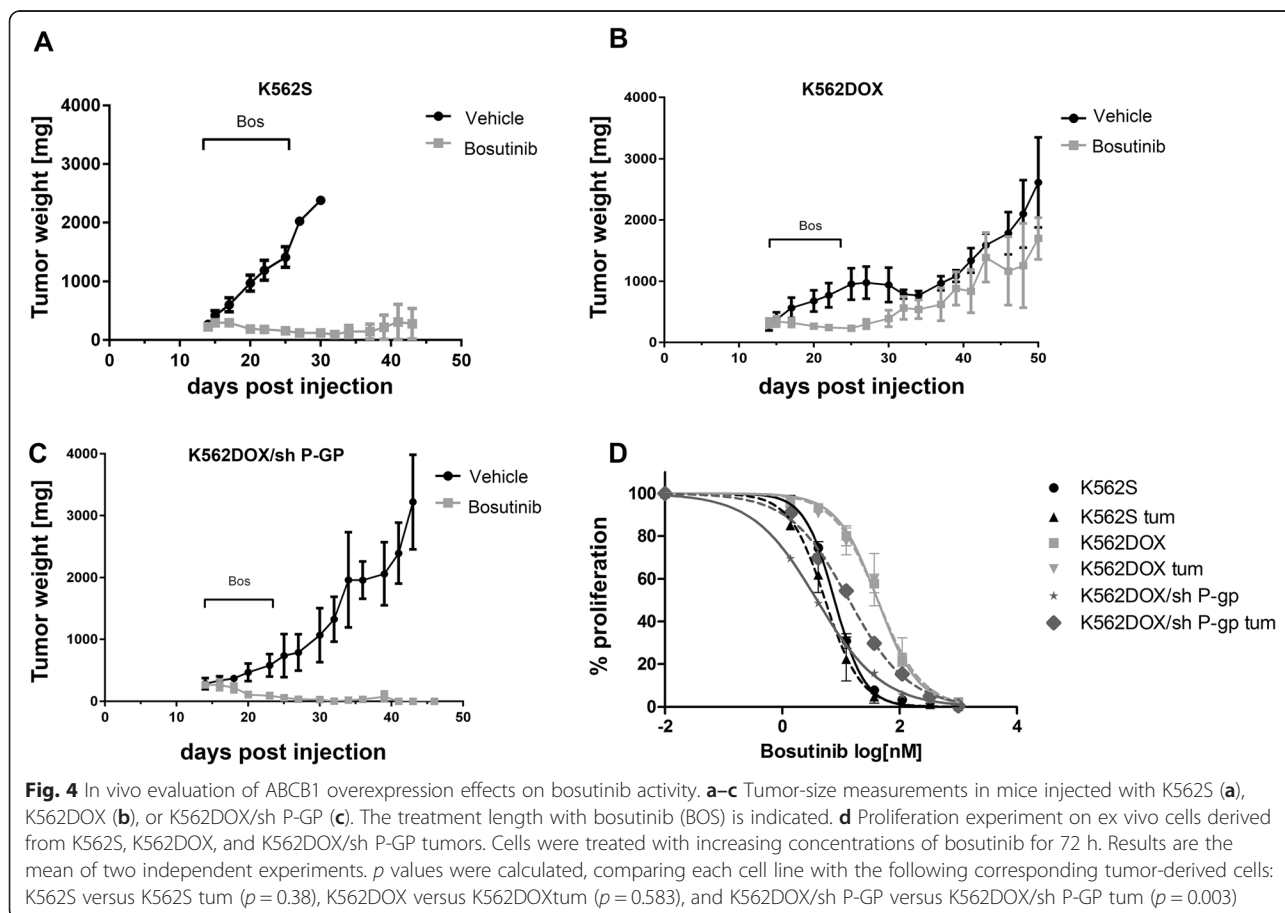 A
K562S
4000
3000
2000
1000
0
0
10
20
30
40
50
Tumor weight [mg]
days post injection
Bos
Vehicle
Bosutinib
B
K562DOX
4000
3000
2000
1000
0
0
10
20
30
40
50
Tumor weight [mg]
days post injection
Bos
Vehicle
Bosutinib
C
K562DOX/sh P-GP
4000
3000
2000
1000
0
0
10
20
30
40
50
Tumor weight [mg]
days post injection
Bos
Vehicle
Bosutinib
D
100
80
60
40
20
0
-2
0
2
4
% proliferation
Bosutinib log[nM]
K562S
K562S tum
K562DOX
K562DOX tum
K562DOX/sh P-gp
K562DOX/sh P-gp tum
Fig. 4 In vivo evaluation of ABCB1 overexpression effects on bosutinib activity. a–c Tumor-size measurements in mice injected with K562S (a),
K562DOX (b), or K562DOX/sh P-GP (c). The treatment length with bosutinib (BOS) is indicated. d Proliferation experiment on ex vivo cells derived
from K562S, K562DOX, and K562DOX/sh P-GP tumors. Cells were treated with increasing concentrations of bosutinib for 72 h. Results are the
mean of two independent experiments. p values were calculated, comparing each cell line with the following corresponding tumor-derived cells:
K562S versus K562S tum (p = 0.38), K562DOX versus K562DOXtum (p = 0.583), and K562DOX/sh P-GP versus K562DOX/sh P-GP tum (p = 0.003)